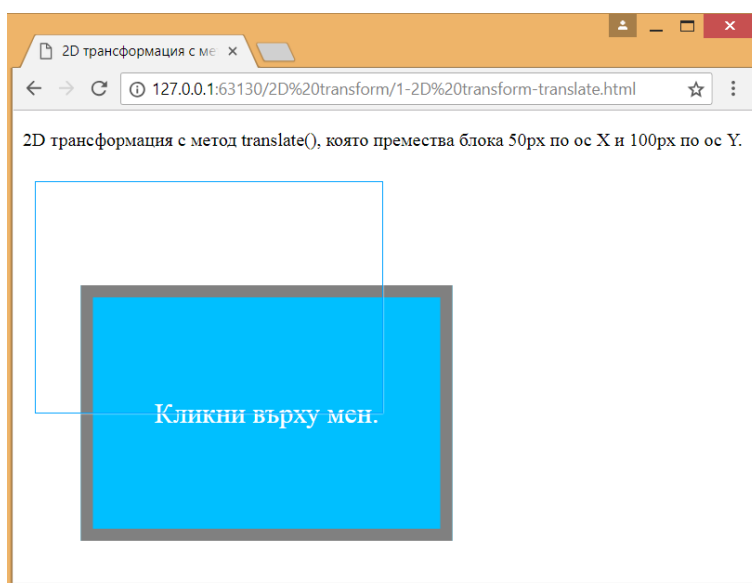 2D трансформация с ме
127.0.0.1:63130/2D%20transform/1-2D%20transform-translate.html
2D трансформация с метод translate(), която премества блока 50px по ос X и 100px по ос Y.
Кликни върху мен.